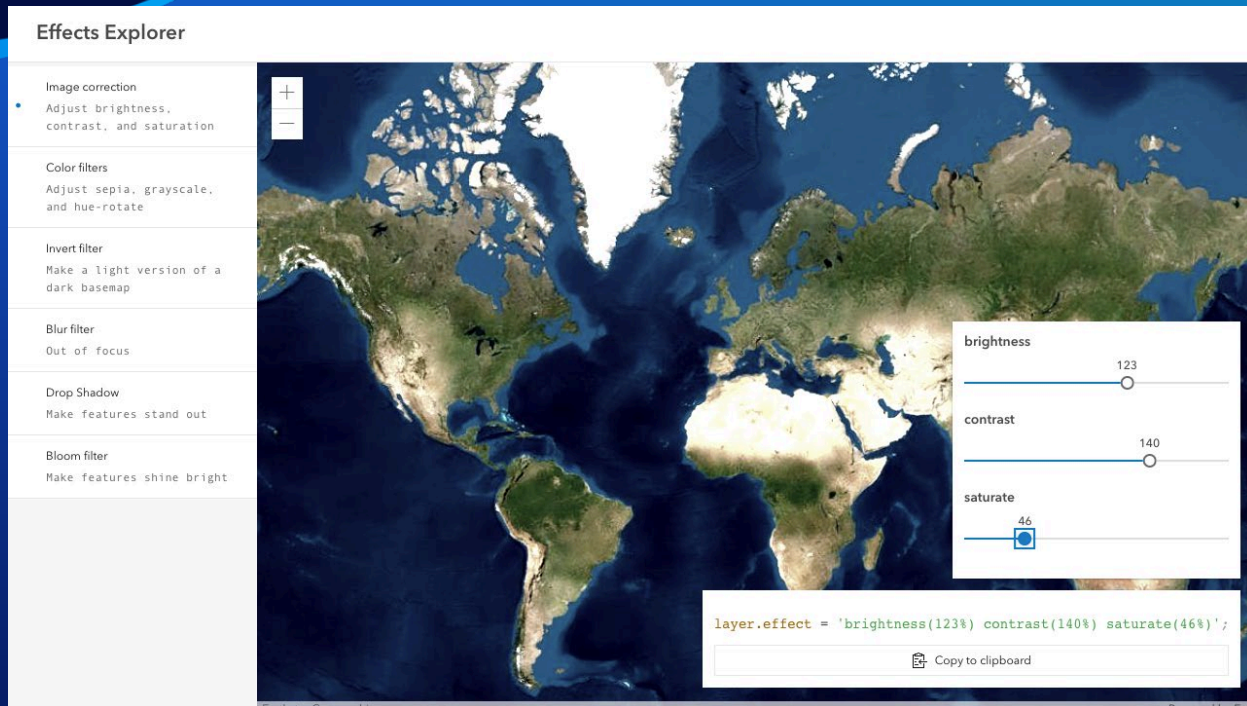 Effects Explorer
Image correction
Adjust brightness,
contrast, and saturation
Color filters
Adjust sepia, grayscale,
and hue-rotate
Invert filter
Make a light version of a
dark basemap
Blur filter
Out of focus
Drop Shadow
Make features stand out
Bloom filter
Make features shine bright
+
−
brightness
123
contrast
140
saturate
46
layer.effect = 'brightness(123%) contrast(140%) saturate(46%)';
Copy to clipboard